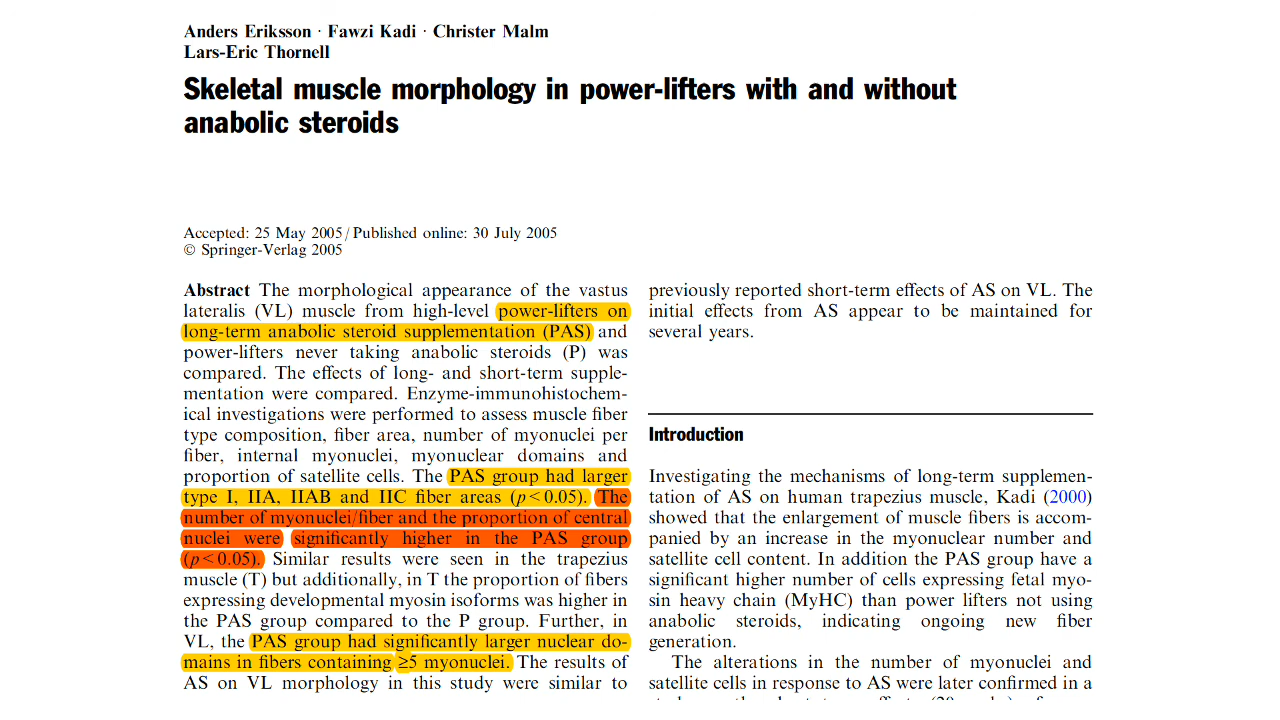 Anders Eriksson · Fawzi Kadi · Christer Malm
Lars-Eric Thornell
Skeletal muscle morphology in power-lifters with and without
anabolic steroids
Accepted: 25 May 2005 / Published online: 30 July 2005
© Springer-Verlag 2005
Abstract The morphological appearance of the vastus
lateralis (VL) muscle from high-level power-lifters on
long-term anabolic steroid supplementation (PAS) and
power-lifters never taking anabolic steroids (P) was
compared. The effects of long- and short-term supple-
mentation were compared. Enzyme-immunohistochem-
ical investigations were performed to assess muscle fiber
type composition, fiber area, number of myonuclei per
fiber, internal myonuclei, myonuclear domains and
proportion of satellite cells. The PAS group had larger
type I, IIA, IIAB and IIC fiber areas (p<0.05). The
number of myonuclei/fiber and the proportion of central
nuclei were significantly higher in the PAS group
(p<0.05). Similar results were seen in the trapezius
muscle (T) but additionally, in T the proportion of fibers
expressing developmental myosin isoforms was higher in
the PAS group compared to the P group. Further, in
VL, the PAS group had significantly larger nuclear do-
mains in fibers containing ≥5 myonuclei. The results of
AS on VL morphology in this study were similar to
previously reported short-term effects of AS on VL. The
initial effects from AS appear to be maintained for
several years.
Introduction
Investigating the mechanisms of long-term supplemen-
tation of AS on human trapezius muscle, Kadi (2000)
showed that the enlargement of muscle fibers is accom-
panied by an increase in the myonuclear number and
satellite cell content. In addition the PAS group have a
significant higher number of cells expressing fetal myo-
sin heavy chain (MyHC) than power lifters not using
anabolic steroids, indicating ongoing new fiber
generation.
The alterations in the number of myonuclei and
satellite cells in response to AS were later confirmed in a